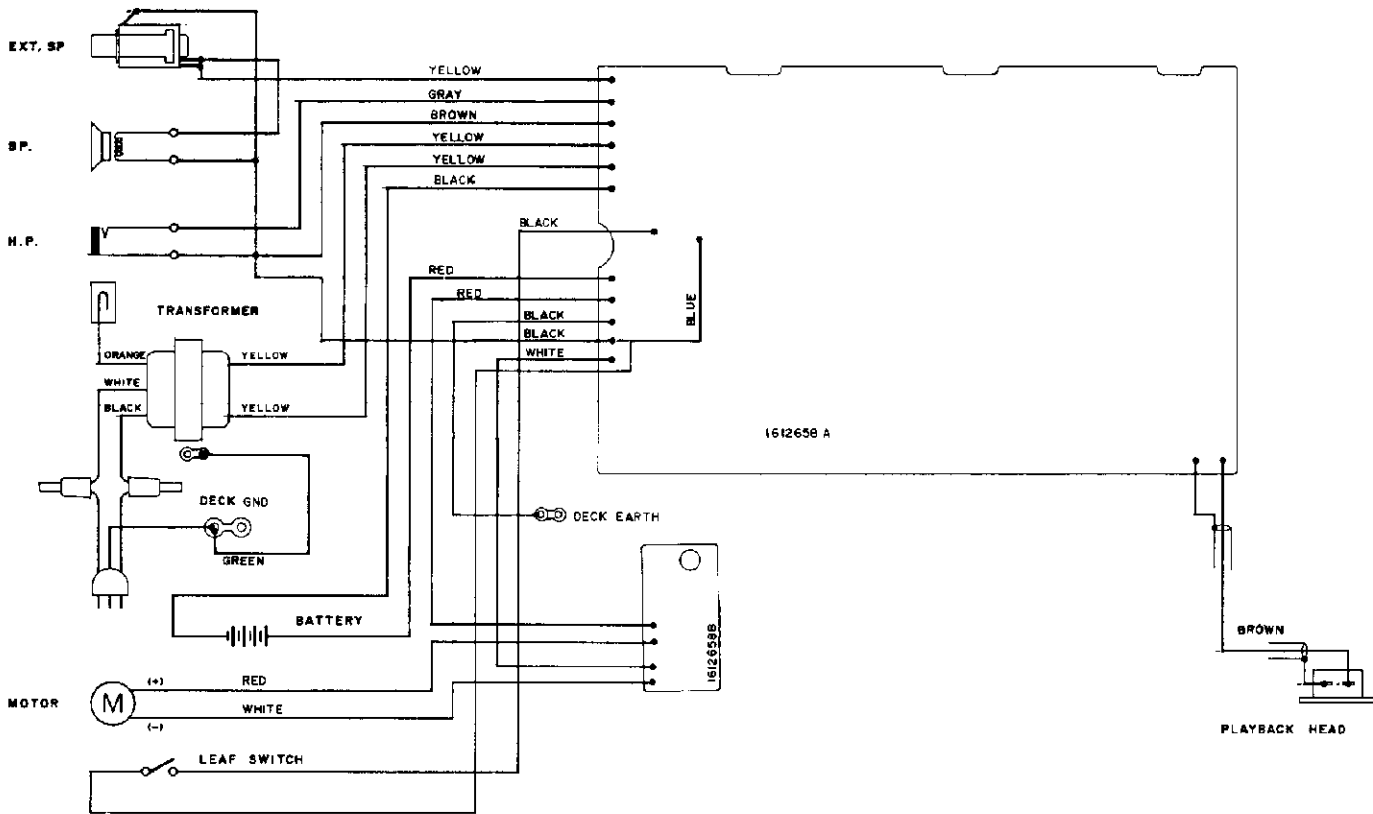 EXT. SP
YELLOW
GRAY
BROWN
SP.
YELLOW
YELLOW
BLACK
BLACK
H.P.
RED
RED
BLUE
TRANSFORMER
BLACK
BLACK
ORANGE
YELLOW
WHITE
WHITE
BLACK
YELLOW
1612658 A
DECK GND
DECK EARTH
GREEN
BATTERY
1612658B
BROWN
(+)
RED
MOTOR
M
WHITE
(-)
PLAYBACK HEAD
LEAF SWITCH